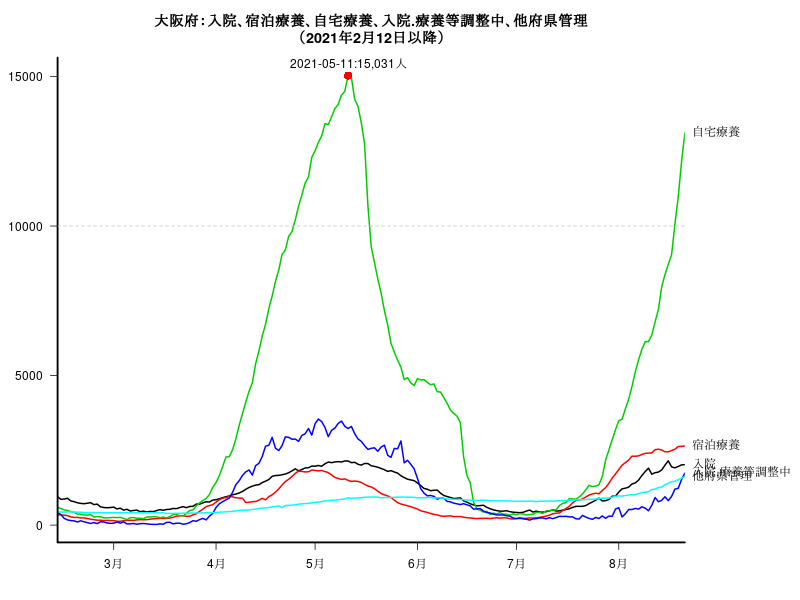 大阪府：入院、宿泊療養、自宅療養、入院.療養等調整中、他府県管理
（2021年2月12日以降）
2021-05-11:15,031人
15000
10000
5000
0
自宅療養
宿泊療養
入院
入院.療養等調整中
他府県管理
3月
4月
5月
6月
7月
8月